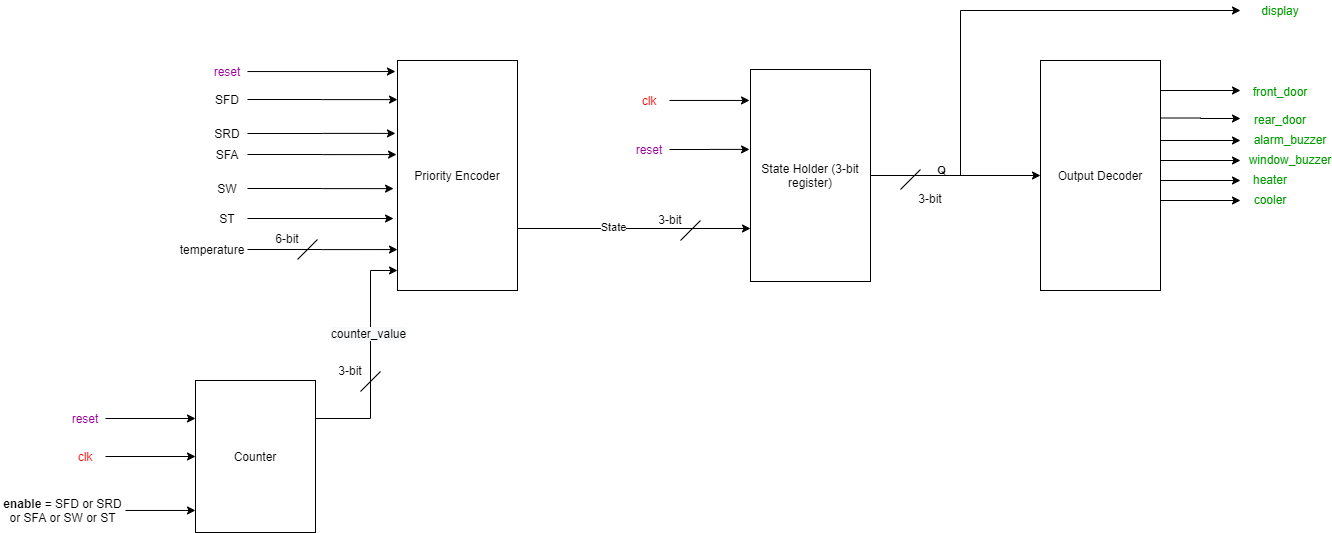 display
reset
SFD
SRD
SFA
SW
ST
temperature
6-bit
Priority Encoder
counter_value
3-bit
reset
clk
enable = SFD or SRD
or SFA or SW or ST
Counter
State
3-bit
clk
reset
State Holder (3-bit
register)
Q
3-bit
Output Decoder
front_door
rear_door
alarm_buzzer
window_buzzer
heater
cooler